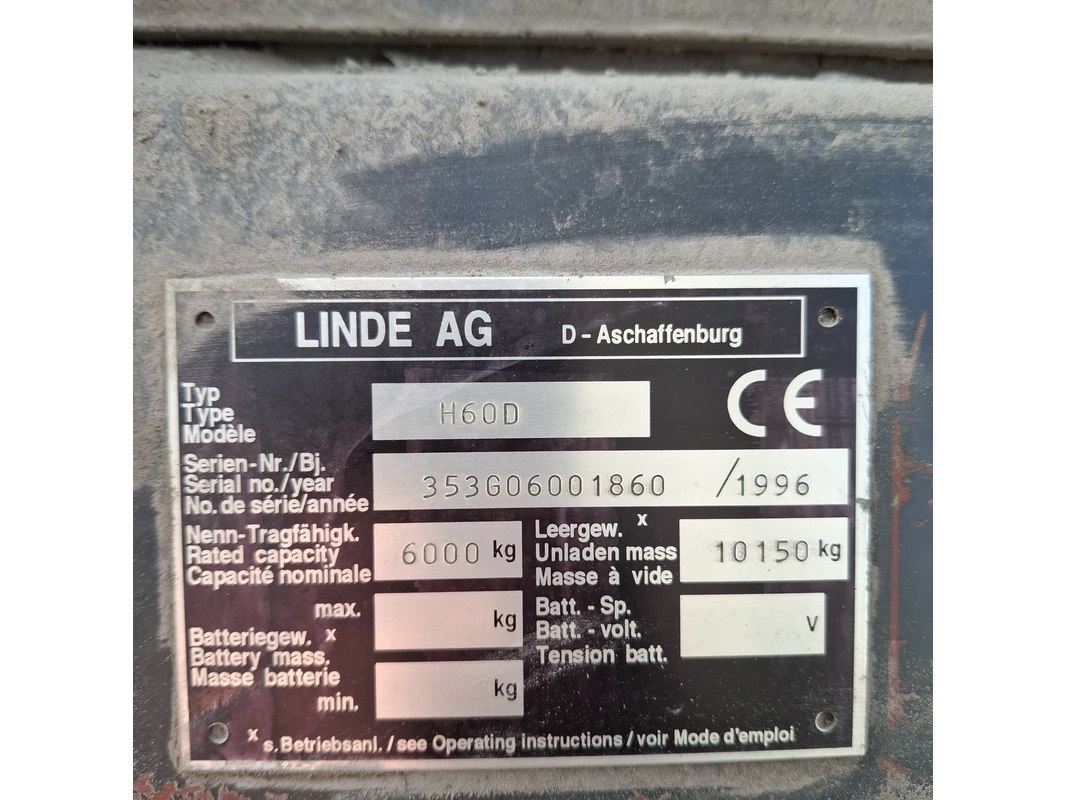 LINDE AG D - Aschaffenburg
Typ
Type
Modèle
H60D
CE
Serien-Nr./Bj.
Serial no./year
No. de série/année
353G06001860 /1996
Nenn-Tragfähigk.
Rated capacity
Capacité nominale
6000 kg
Leergew. x
Unladen mass
Masse à vide
10150 kg
max.
kg
Batteriegew. x
Battery mass.
Masse batterie
min.
kg
Batt. - Sp.
Batt. - volt.
Tension batt.
V
x s. Betriebsanl. / see Operating instructions / voir Mode d'emploi